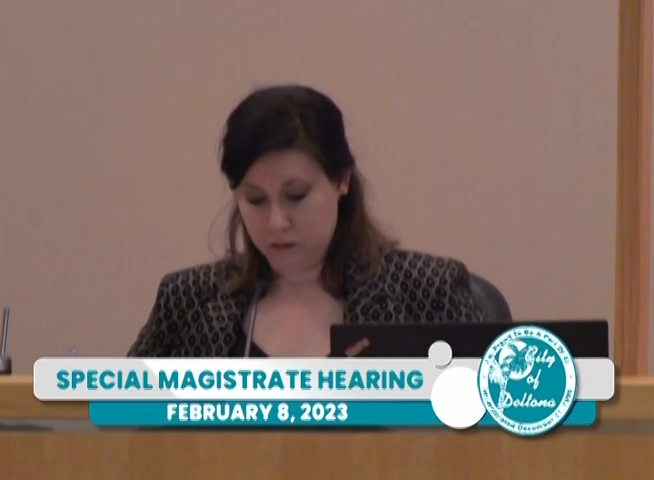 SPECIAL MAGISTRATE HEARING
FEBRUARY 8, 2023
City
of
Deltona